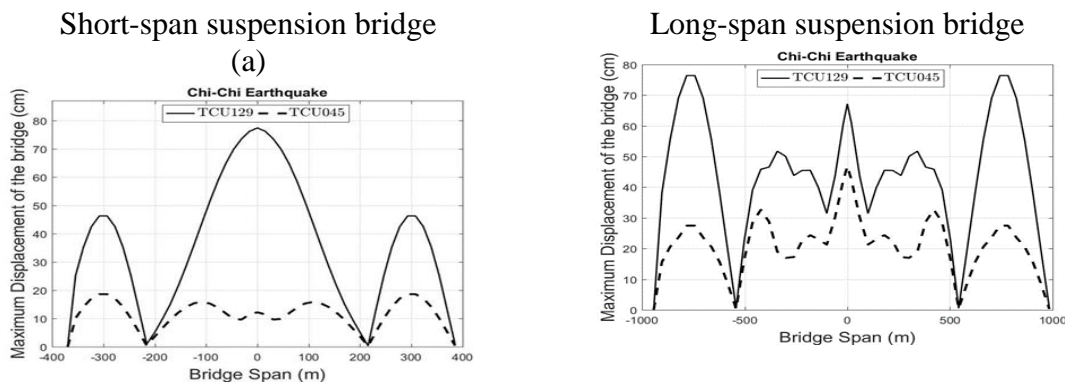 Short-span suspension bridge
(a)
Chi-Chi Earthquake
TCU129 TCU045
Maximum Displacement of the bridge (cm)
80
70
60
50
40
30
20
10
0
-400 -300 -200 -100 0 100 200 300 400
Bridge Span (m)
Long-span suspension bridge
Chi-Chi Earthquake
TCU129 TCU045
Maximum Displacement of the bridge (cm)
80
70
60
50
40
30
20
10
0
-1000 -500 0 500 1000
Bridge Span (m)